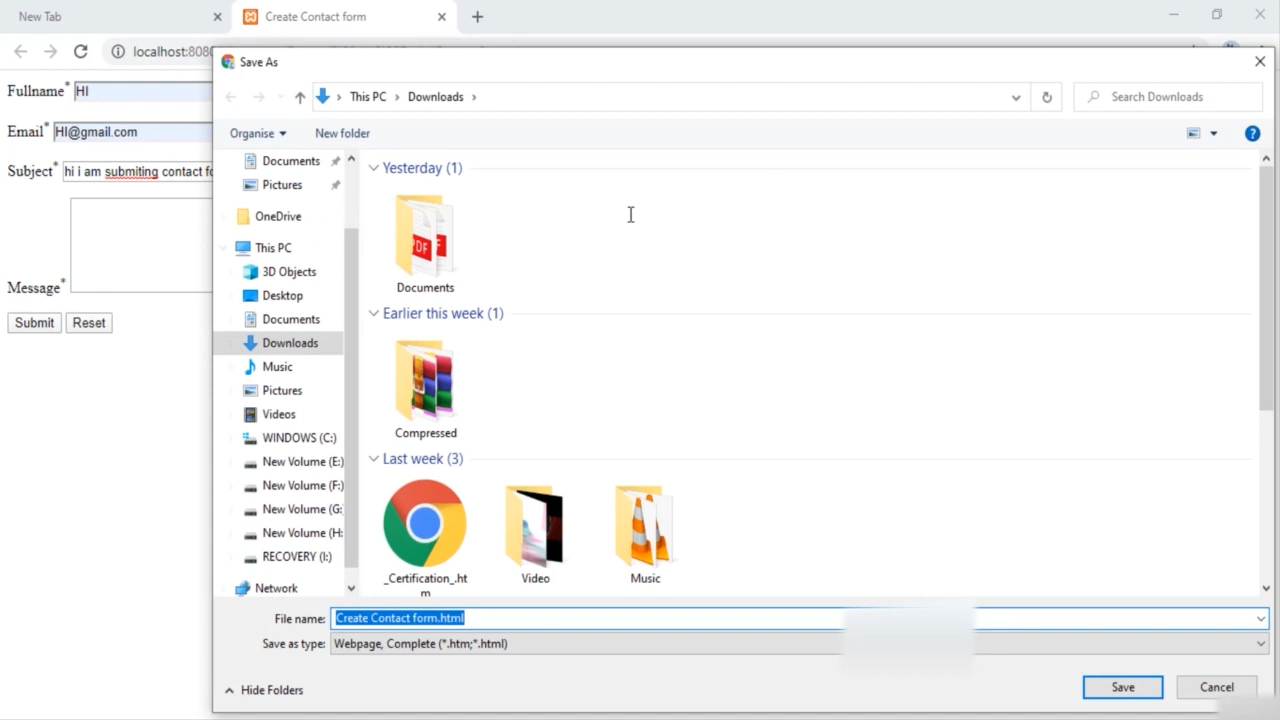 New Tab
Create Contact form
localhost:808
Fullname* HI
Email* HI@gmail.com
Subject* hi i am submiting contact fo
Message*
Submit Reset
Save As
This PC > Downloads >
Search Downloads
Organise New folder
Documents
Pictures
OneDrive
This PC
3D Objects
Desktop
Documents
Downloads
Music
Pictures
Videos
WINDOWS (C:)
New Volume (E:)
New Volume (F:)
New Volume (G:
New Volume (H:
RECOVERY (I:)
Network
Yesterday (1)
PDF
Documents
Earlier this week (1)
Compressed
Last week (3)
_Certification_.ht
m
Video
Music
File name: Create Contact form.html
Save as type: Webpage, Complete (*.htm;*.html)
Hide Folders
Save Cancel